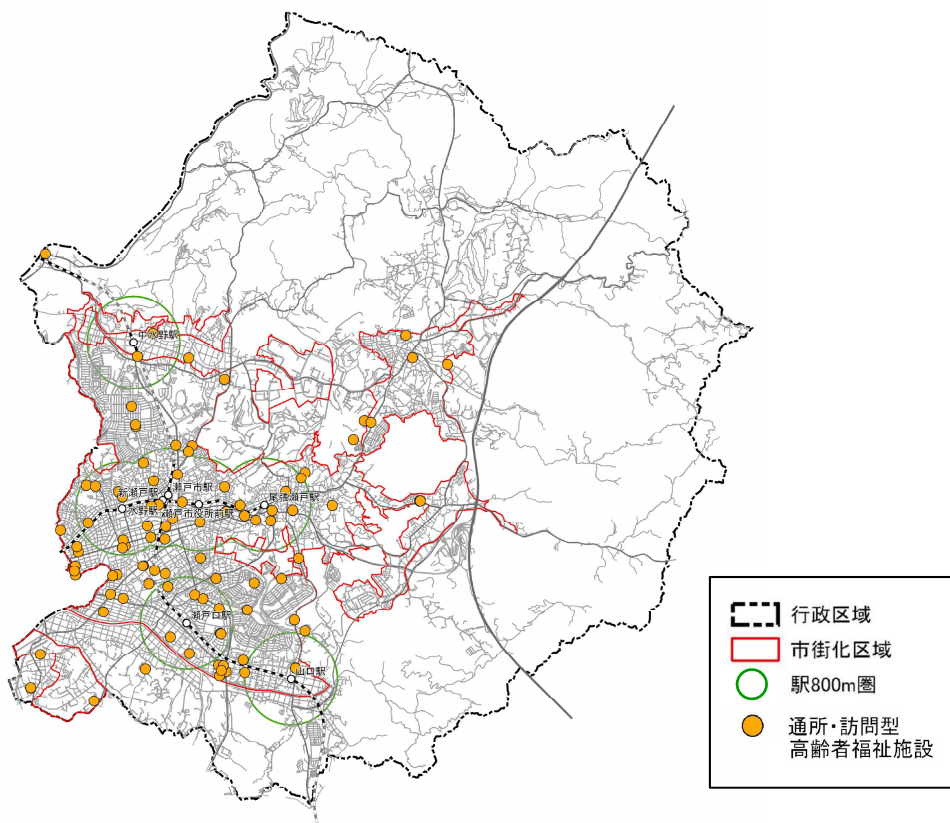 中水野駅
新瀬戸駅
瀬戸市駅
水野駅
瀬戸市役所前駅
尾張瀬戸駅
瀬戸口駅
山口駅
行政区域
市街化区域
駅800m圏
通所・訪問型
高齢者福祉施設